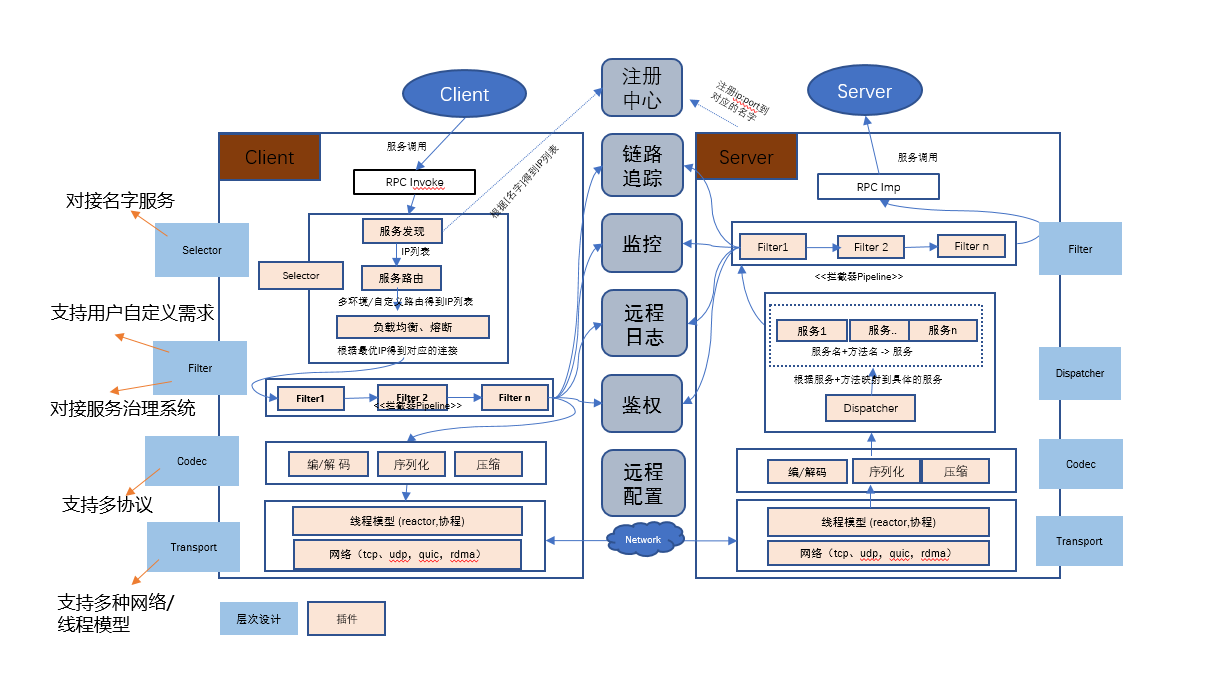 Client
注册
中心
注册ip:port到
对应的名字
Server
Client
服务调用
RPC Invoke
根据[名字]得到IP列表
链路
追踪
Server
服务调用
RPC Imp
对接名字服务
Selector
服务发现
IP列表
Selector
服务路由
多环境/自定义路由得到IP列表
负载均衡、熔断
根据最优IP得到对应的连接
监控
Filter1
Filter 2
Filter n
<<拦截器Pipeline>>
Filter
支持用户自定义需求
Filter
对接服务治理系统
远程
日志
服务1
服务..
服务n
服务名+方法名 -> 服务
根据服务+方法映射到具体的服务
Dispatcher
Dispatcher
Filter1
Filter 2
Filter n
<<拦截器Pipeline>>
鉴权
Codec
支持多协议
编/解 码
序列化
压缩
远程
配置
编/解码
序列化
压缩
Codec
Transport
支持多种网络/
线程模型
线程模型 (reactor,协程)
网络（tcp、udp，quic，rdma）
Network
线程模型 (reactor,协程)
网络（tcp、udp，quic，rdma）
Transport
层次设计
插件